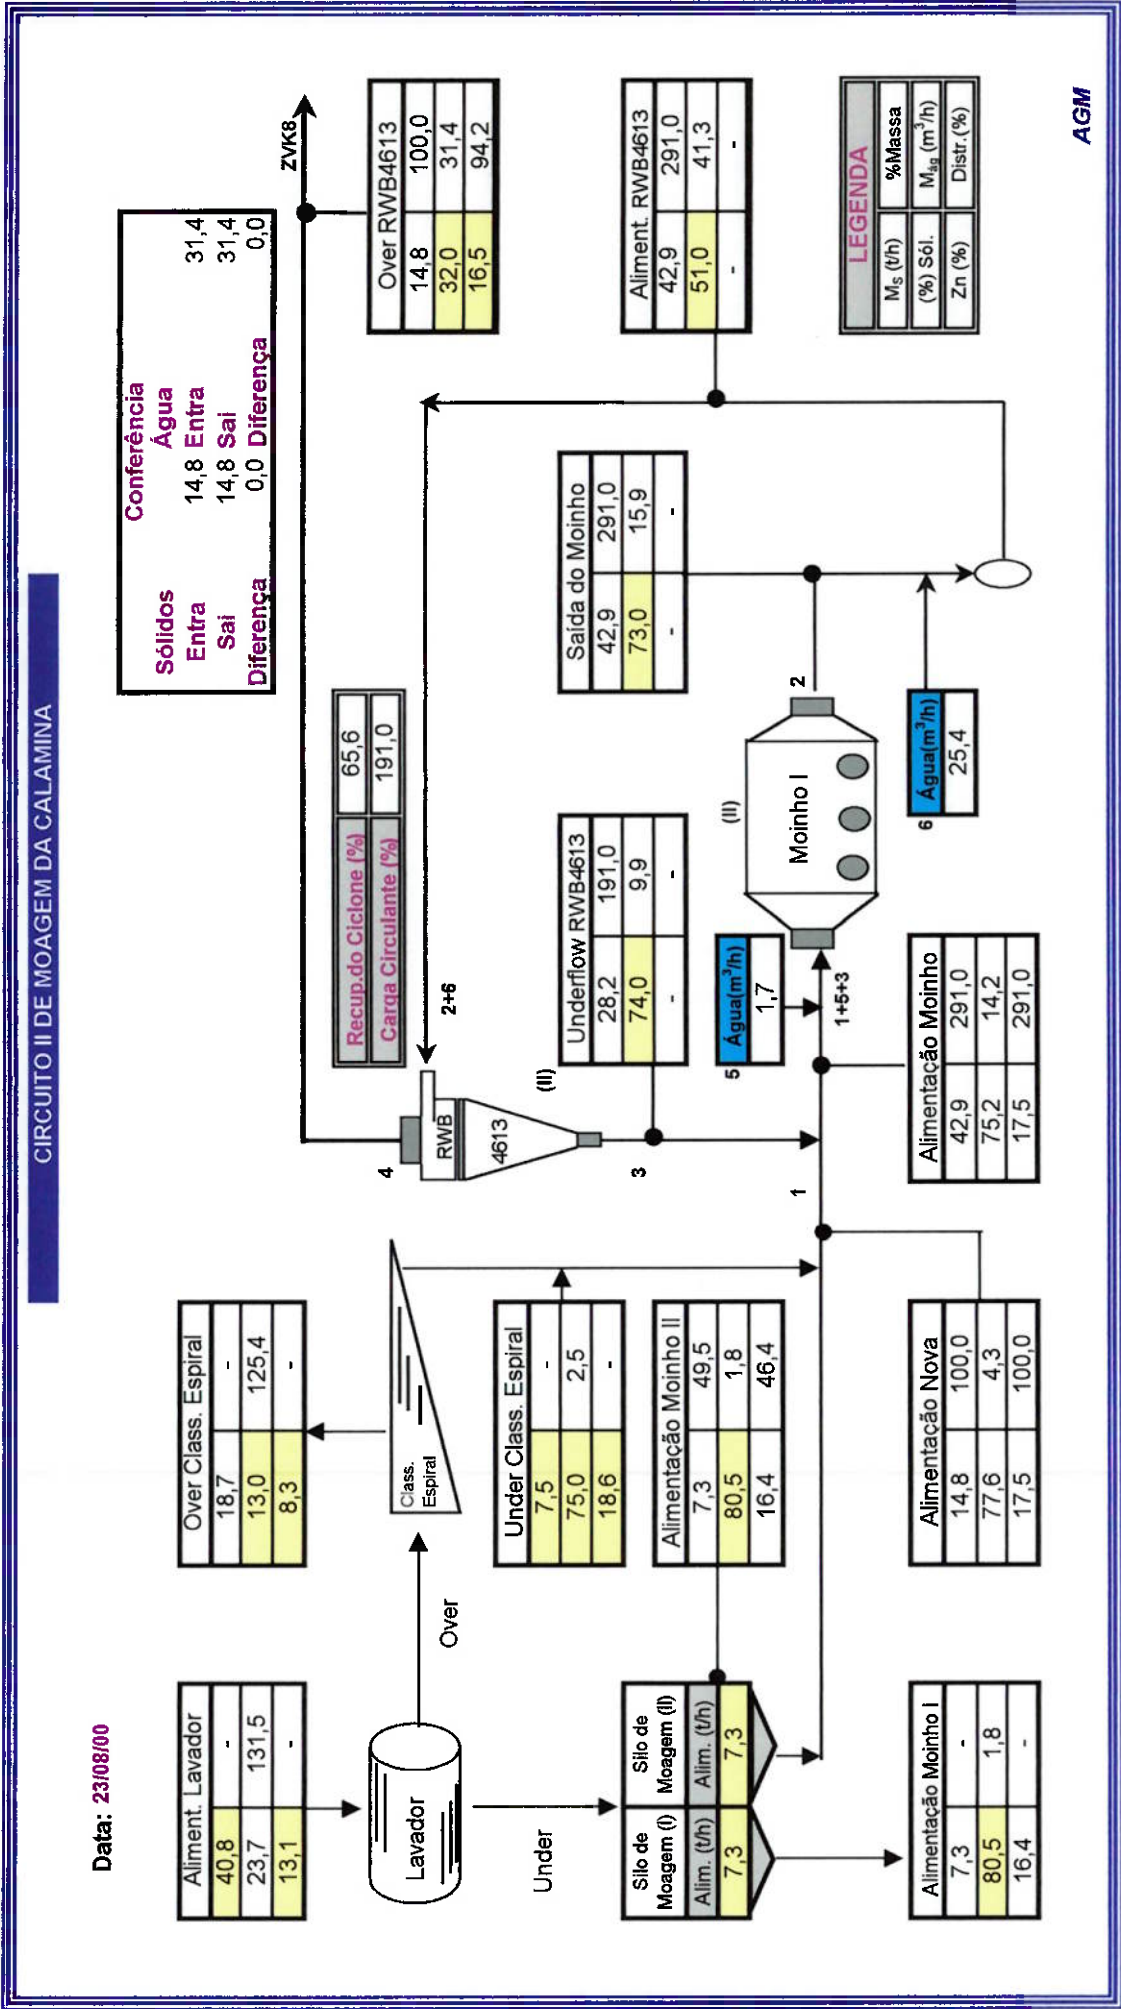 CIRCUITO II DE MOAGEM DA CALAMINA
Data: 23/08/00
Conferência
Sólidos Água
Entra 14,8 Entra 31,4
Sai 14,8 Sai 31,4
Diferença 0,0 Diferença 0,0
ZVK8
Aliment. Lavador
40,8 -
23,7 131,5
13,1 -
Over Class. Espiral
18,7 -
13,0 125,4
8,3 -
Recup.do Ciclone (%) 65,6
Carga Circulante (%) 191,0
Over RWB4613
14,8 100,0
32,0 31,4
16,5 94,2
Lavador
Over
Under
Class.
Espiral
4
RWB
4613
(II)
3
2+6
Under Class. Espiral
7,5 -
75,0 2,5
18,6 -
Underflow RWB4613
28,2 191,0
74,0 9,9
- -
Saída do Moinho
42,9 291,0
73,0 15,9
- -
Aliment. RWB4613
42,9 291,0
51,0 41,3
- -
Silo de
Moagem (I)
Alim. (t/h)
7,3
Silo de
Moagem (II)
Alim. (t/h)
7,3
Alimentação Moinho II
7,3 49,5
80,5 1,8
16,4 46,4
1
5
Água(m³/h)
1,7
1+5+3
(II)
Moinho I
2
6
Água(m³/h)
25,4
LEGENDA
Ms (t/h) %Massa
(%) Sól. Mág (m³/h)
Zn (%) Distr.(%)
Alimentação Moinho I
7,3 -
80,5 1,8
16,4 -
Alimentação Nova
14,8 100,0
77,6 4,3
17,5 100,0
Alimentação Moinho
42,9 291,0
75,2 14,2
17,5 291,0
AGM